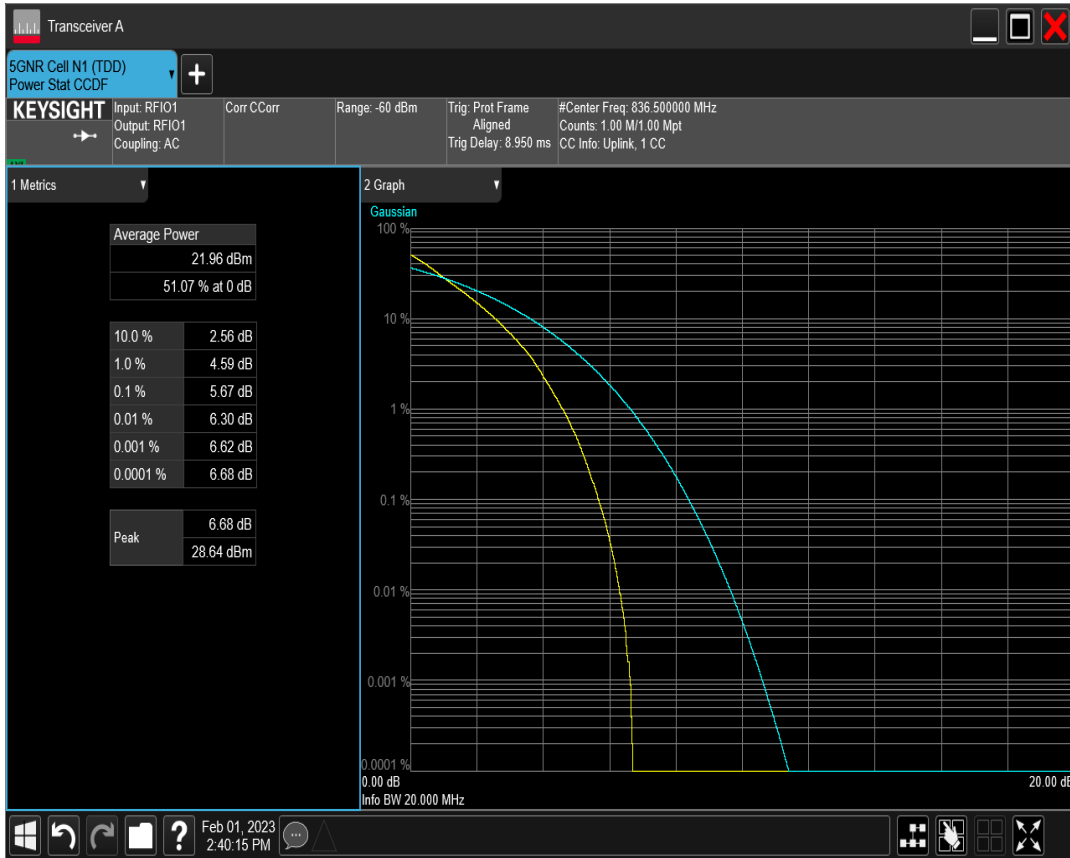 Transceiver A
5GNR Cell N1 (TDD)
Power Stat CCDF
KEYSIGHT
Input: RFIO1
Output: RFIO1
Coupling: AC
Corr CCorr
Range: -60 dBm
Trig: Prot Frame
Aligned
Trig Delay: 8.950 ms
#Center Freq: 836.500000 MHz
Counts: 1.00 M/1.00 Mpt
CC Info: Uplink, 1 CC
1 Metrics
Average Power
21.96 dBm
51.07 % at 0 dB
10.0 % 2.56 dB
1.0 % 4.59 dB
0.1 % 5.67 dB
0.01 % 6.30 dB
0.001 % 6.62 dB
0.0001 % 6.68 dB
Peak
6.68 dB
28.64 dBm
2 Graph
Gaussian
100 %
10 %
1 %
0.1 %
0.01 %
0.001 %
0.0001 %
0.00 dB
20.00 dB
Info BW 20.000 MHz
Feb 01, 2023
2:40:15 PM